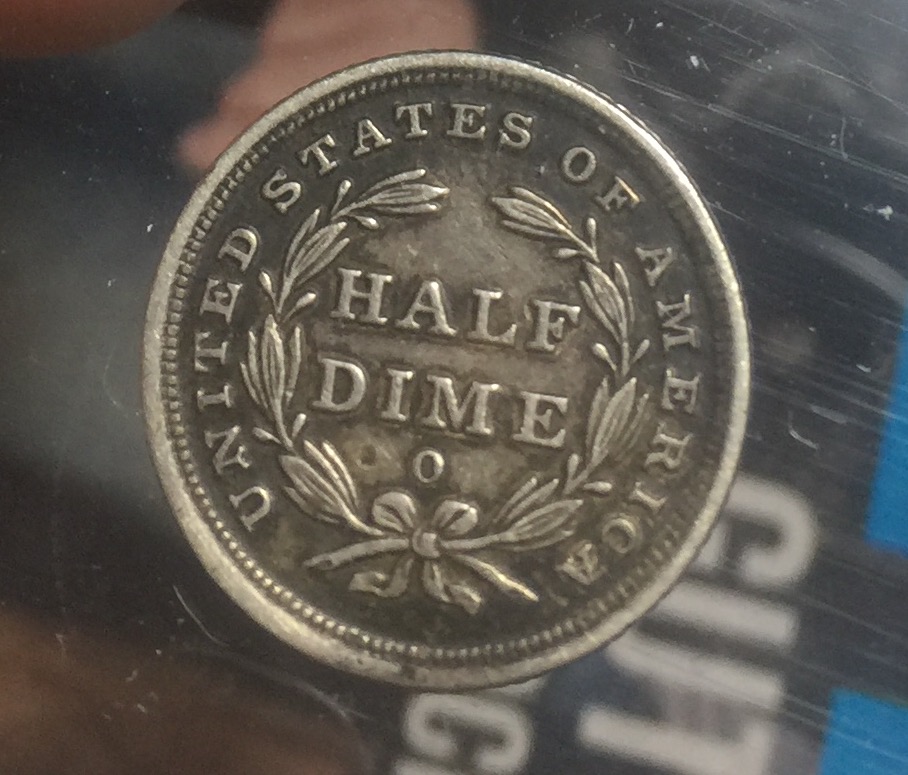 UNITED STATES OF AMERICA
HALF
DIME
O